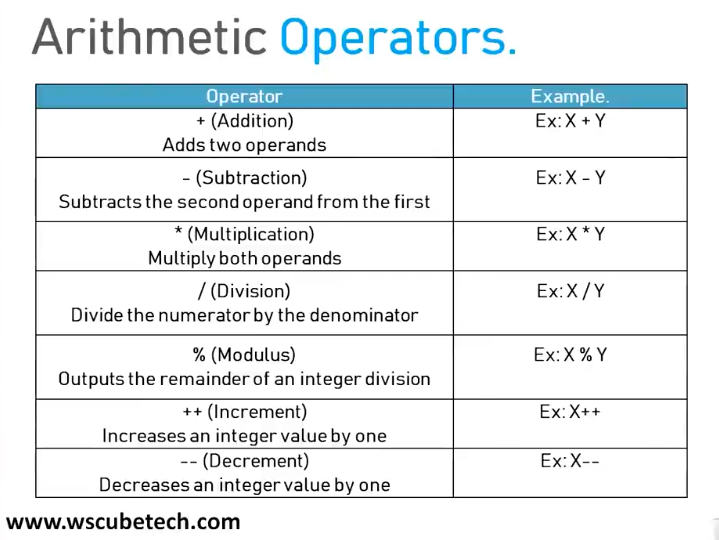 Arithmetic Operators.
Operator Example.
+ (Addition) Ex: X + Y
Adds two operands
- (Subtraction) Ex: X - Y
Subtracts the second operand from the first
* (Multiplication) Ex: X * Y
Multiply both operands
/ (Division) Ex: X / Y
Divide the numerator by the denominator
% (Modulus) Ex: X % Y
Outputs the remainder of an integer division
++ (Increment) Ex: X++
Increases an integer value by one
-- (Decrement) Ex: X--
Decreases an integer value by one
www.wscubetech.com